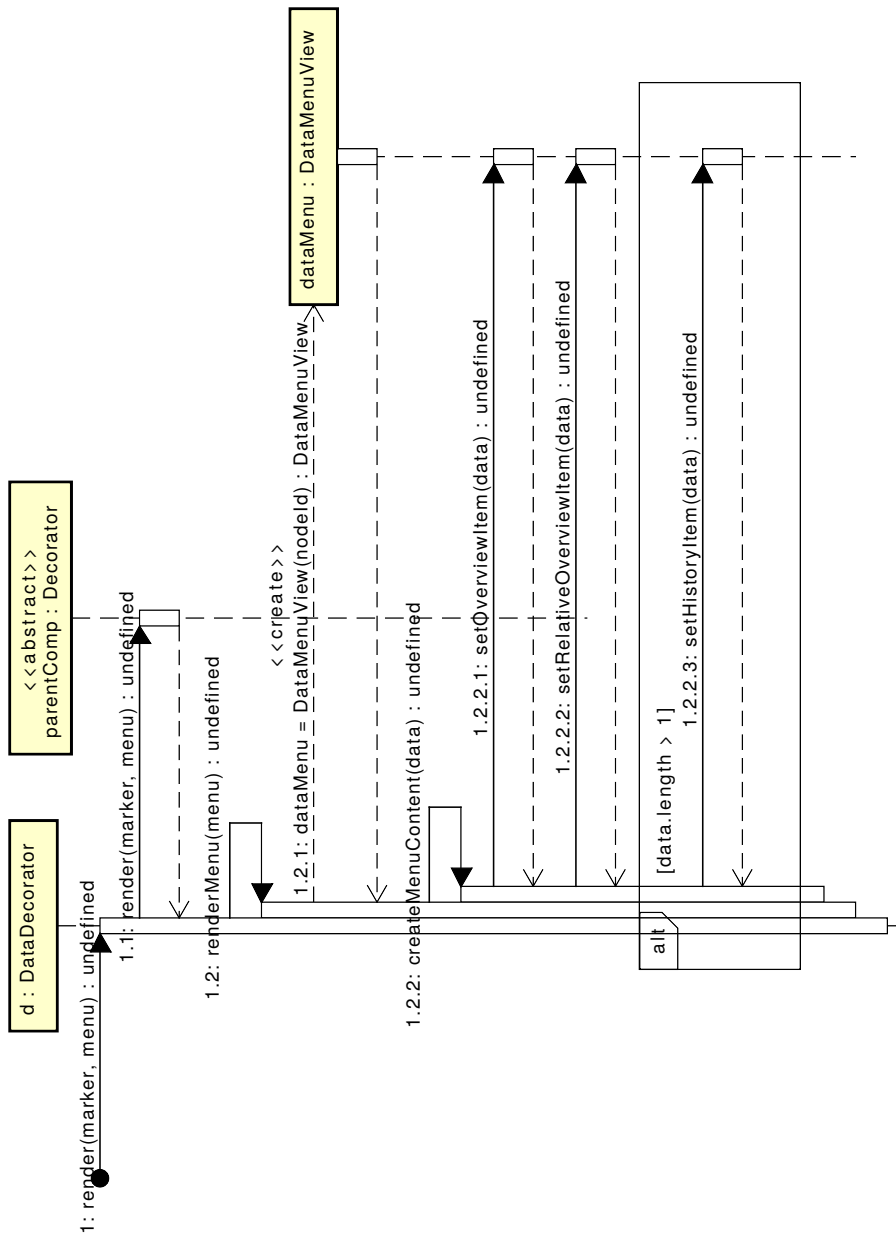 d : DataDecorator
<<abstract>>
parentComp : Decorator
1: render(marker, menu) : undefined
1.1: render(marker, menu) : undefined
1.2: renderMenu(menu) : undefined
<<create>>
1.2.1: dataMenu = DataMenuView(nodeId) : DataMenuView
dataMenu : DataMenuView
1.2.2: createMenuContent(data) : undefined
1.2.2.1: setOverviewItem(data) : undefined
1.2.2.2: setRelativeOverviewItem(data) : undefined
alt
[data.length > 1]
1.2.2.3: setHistoryItem(data) : undefined